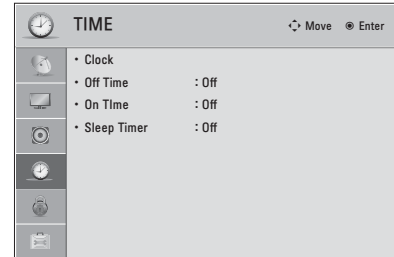 TIME Move Enter
• Clock
• Off Time : Off
• On TIme : Off
• Sleep Timer : Off